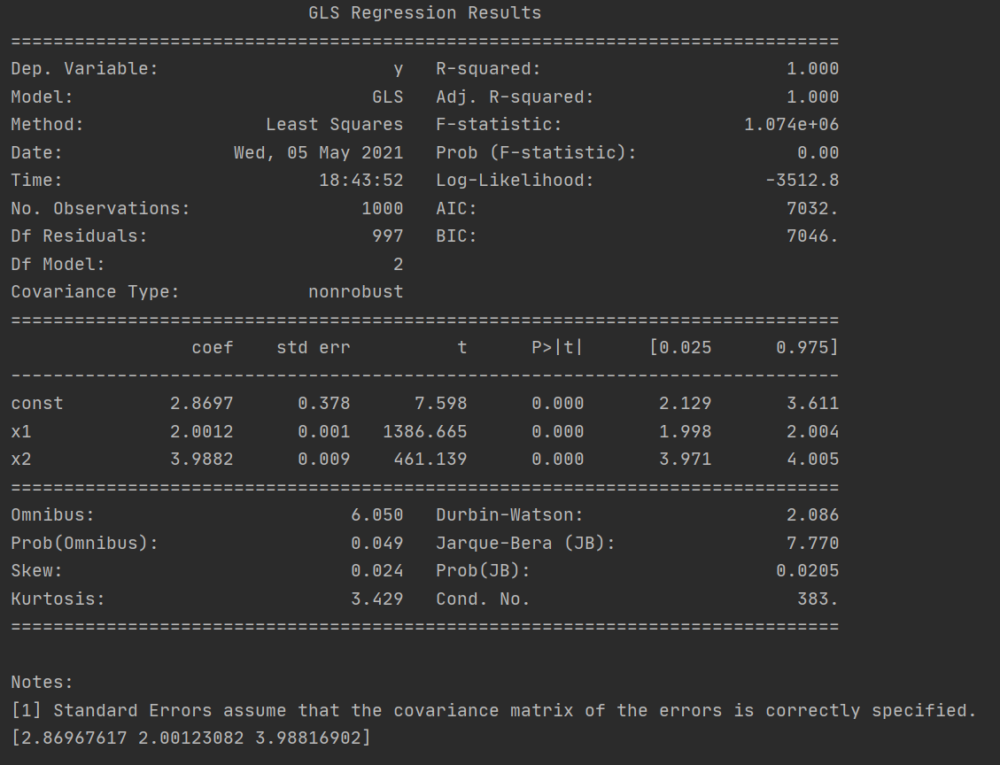 GLS Regression Results
==============================================================================
Dep. Variable:                      y   R-squared:                       1.000
Model:                            GLS   Adj. R-squared:                  1.000
Method:                 Least Squares   F-statistic:                 1.074e+06
Date:                Wed, 05 May 2021   Prob (F-statistic):               0.00
Time:                        18:43:52   Log-Likelihood:                -3512.8
No. Observations:                1000   AIC:                             7032.
Df Residuals:                     997   BIC:                             7046.
Df Model:                           2
Covariance Type:            nonrobust
==============================================================================
                 coef    std err          t      P>|t|      [0.025      0.975]
------------------------------------------------------------------------------
const          2.8697      0.378      7.598      0.000       2.129       3.611
x1             2.0012      0.001   1386.665      0.000       1.998       2.004
x2             3.9882      0.009    461.139      0.000       3.971       4.005
==============================================================================
Omnibus:                        6.050   Durbin-Watson:                   2.086
Prob(Omnibus):                  0.049   Jarque-Bera (JB):                7.770
Skew:                           0.024   Prob(JB):                       0.0205
Kurtosis:                       3.429   Cond. No.                         383.
==============================================================================

Notes:
[1] Standard Errors assume that the covariance matrix of the errors is correctly specified.
[2.86967617 2.00123082 3.98816902]